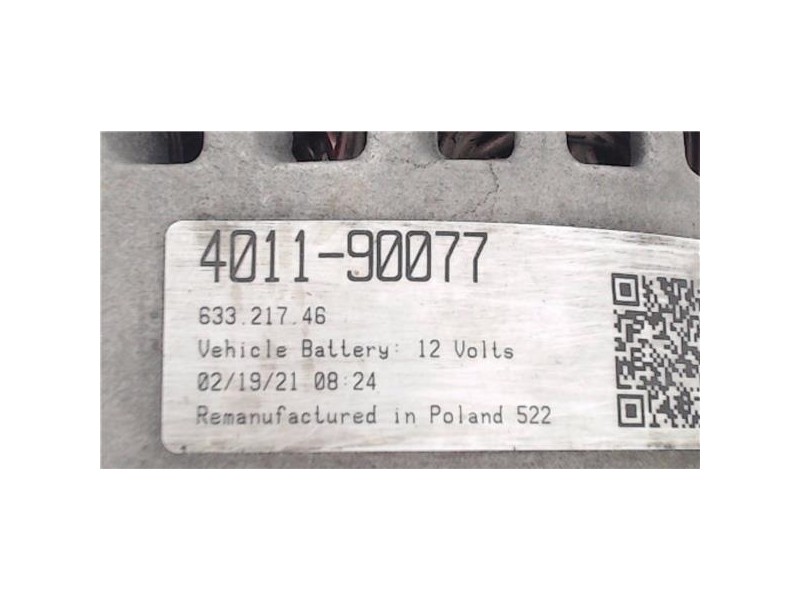 4011-90077
633.217.46
Vehicle Battery: 12 Volts
02/19/21 08:24
Remanufactured in Poland 522